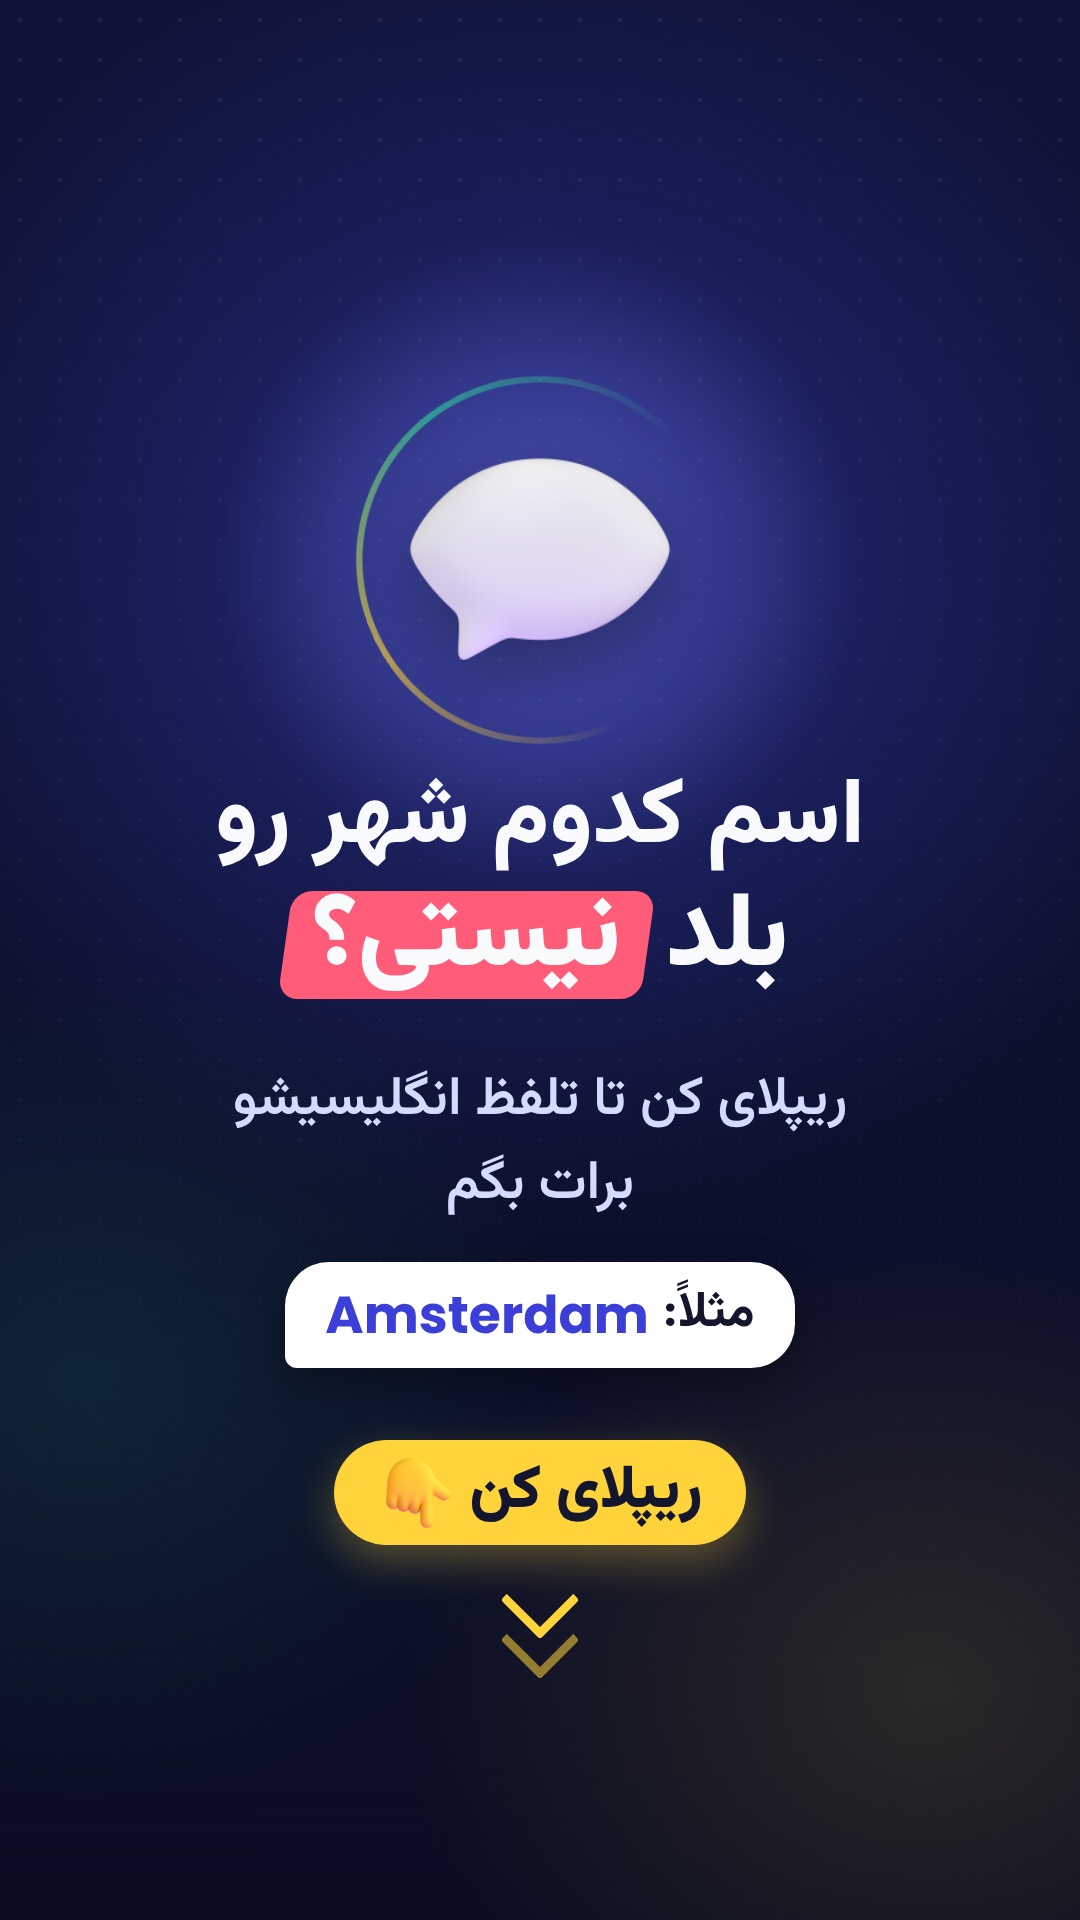 اسم کدوم شهر رو
بلد نیستی؟
ریپلای کن تا تلفظ انگلیسیشو
برات بگم
مثلاً: Amsterdam
ریپلای کن 👇